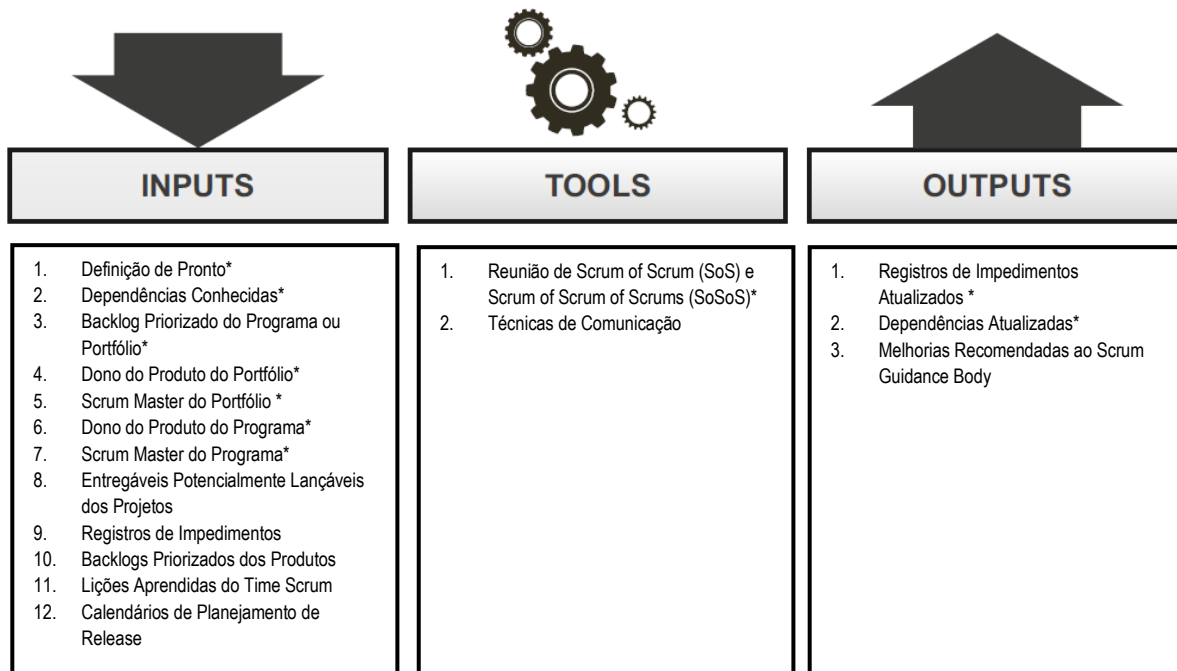 INPUTS
1. Definição de Pronto*
2. Dependências Conhecidas*
3. Backlog Priorizado do Programa ou
Portfólio*
4. Dono do Produto do Portfólio*
5. Scrum Master do Portfólio *
6. Dono do Produto do Programa*
7. Scrum Master do Programa*
8. Entregáveis Potencialmente Lançáveis
dos Projetos
9. Registros de Impedimentos
10. Backlogs Priorizados dos Produtos
11. Lições Aprendidas do Time Scrum
12. Calendários de Planejamento de
Release
TOOLS
1. Reunião de Scrum of Scrum (SoS) e
Scrum of Scrum of Scrums (SoSoS)*
2. Técnicas de Comunicação
OUTPUTS
1. Registros de Impedimentos
Atualizados *
2. Dependências Atualizadas*
3. Melhorias Recomendadas ao Scrum
Guidance Body